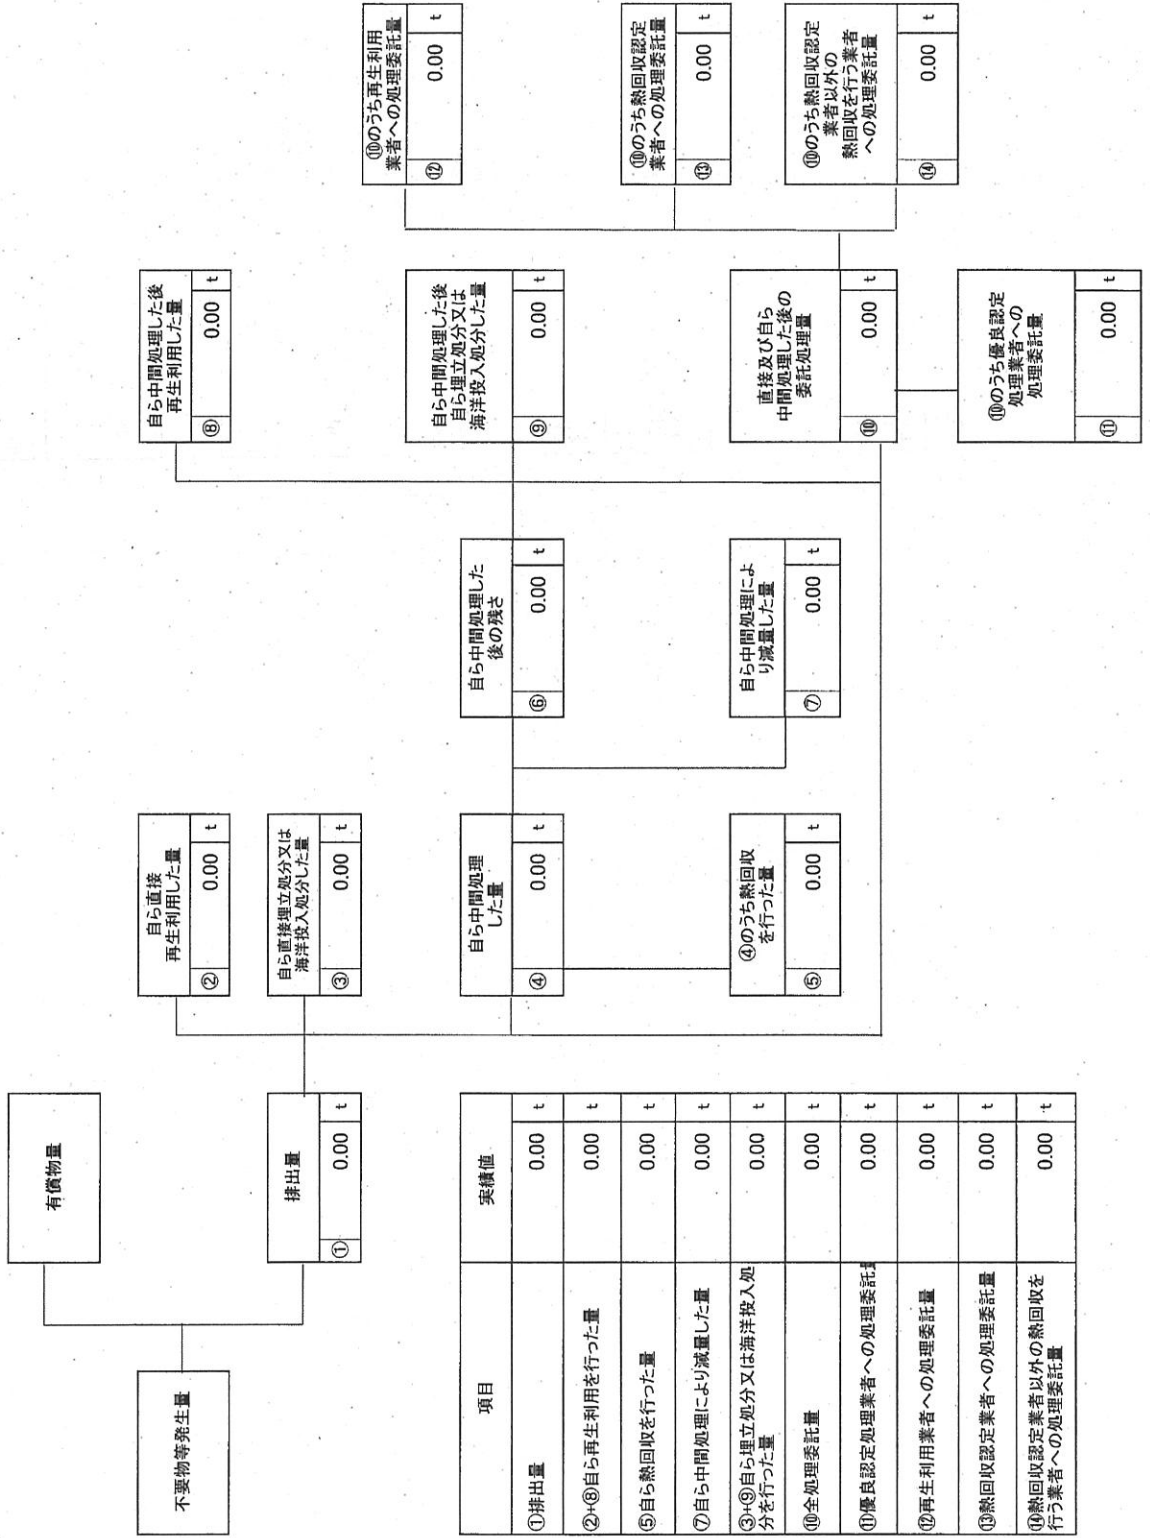 不要物等発生量
有償物量
排出量
① 0.00 t
自ら直接
再生利用した量
② 0.00 t
自ら直接埋立処分又は
海洋投入処分した量
③ 0.00 t
自ら中間処理
した量
④ 0.00 t
④のうち熱回収
を行った量
⑤ 0.00 t
自ら中間処理した
後の残さ
⑥ 0.00 t
自ら中間処理によ
り減量した量
⑦ 0.00 t
自ら中間処理した後
再生利用した量
⑧ 0.00 t
自ら中間処理した後
自ら埋立処分又は
海洋投入処分した量
⑨ 0.00 t
直接及び自ら
中間処理した後の
委託処理量
⑩ 0.00 t
⑩のうち優良認定
処理業者への
処理委託量
⑪ 0.00 t
⑩のうち再生利用
業者への処理委託量
⑫ 0.00 t
⑩のうち熱回収認定
業者への処理委託量
⑬ 0.00 t
⑩のうち熱回収認定
業者以外の
熱回収を行う業者
への処理委託量
⑭ 0.00 t
項目 実績値
①排出量 0.00 t
②+⑧自ら再生利用を行った量 0.00 t
⑤自ら熱回収を行った量 0.00 t
⑦自ら中間処理により減量した量 0.00 t
③+⑨自ら埋立処分又は海洋投入処
分を行った量 0.00 t
⑩全処理委託量 0.00 t
⑪優良認定処理業者への処理委託量 0.00 t
⑫再生利用業者への処理委託量 0.00 t
⑬熱回収認定業者への処理委託量 0.00 t
⑭熱回収認定業者以外の熱回収を
行う業者への処理委託量 0.00 t